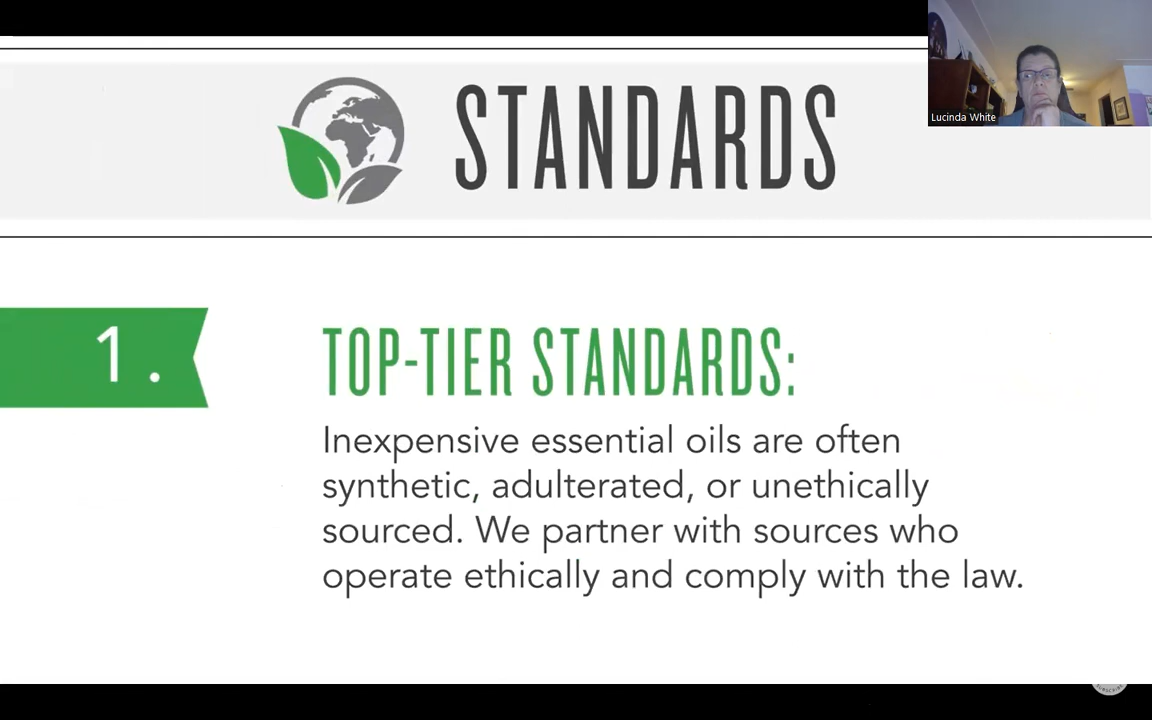 STANDARDS
Lucinda White
1.
TOP-TIER STANDARDS:
Inexpensive essential oils are often
synthetic, adulterated, or unethically
sourced. We partner with sources who
operate ethically and comply with the law.
SUBSCRIBE